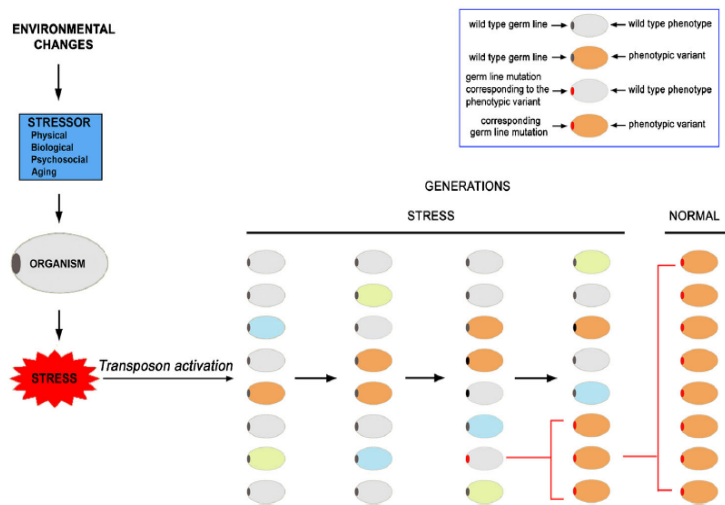 ENVIRONMENTAL
CHANGES
STRESSOR
Physical
Biological
Psychosocial
Aging
ORGANISM
STRESS
Transposon activation
wild type germ line
wild type phenotype
wild type germ line
phenotypic variant
germ line mutation
corresponding to the
phenotypic variant
wild type phenotype
corresponding
germ line mutation
phenotypic variant
GENERATIONS
STRESS
NORMAL